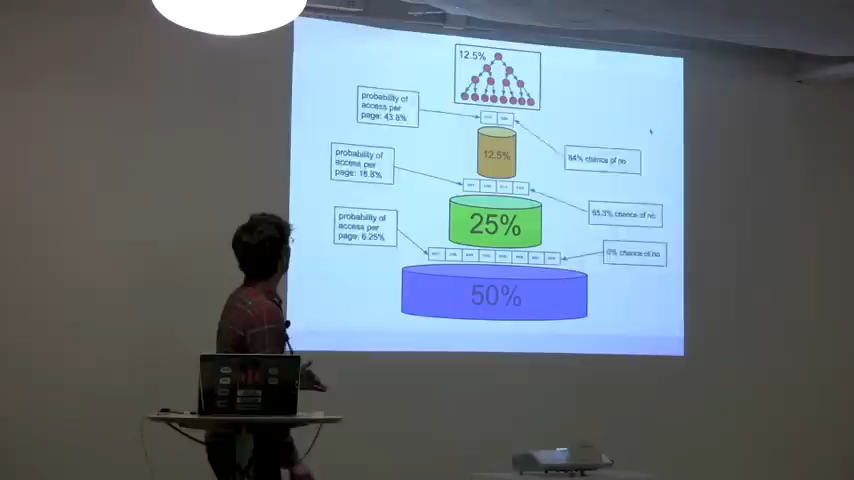 12.5%
probability of
access per
page: 43.8%
12.5%
84% chance of no
probability of
access per
page: 18.8%
25%
chance of no
probability of
access per
page: 6.25%
0% chance of no
50%